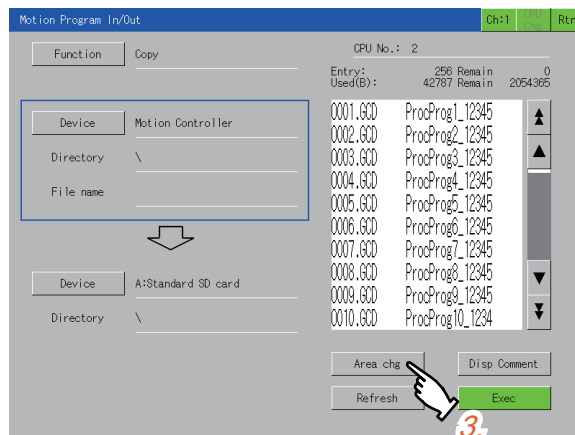 Motion Program In/Out Ch:1 CPU Chg Rtn
Function Copy
CPU No.: 2
Entry: 256 Remain 0
Used(B): 42787 Remain 2054365
Device Motion Controller
Directory \
File name
0001.GCD ProcProg1_12345
0002.GCD ProcProg2_12345
0003.GCD ProcProg3_12345
0004.GCD ProcProg4_12345
0005.GCD ProcProg5_12345
0006.GCD ProcProg6_12345
0007.GCD ProcProg7_12345
0008.GCD ProcProg8_12345
0009.GCD ProcProg9_12345
0010.GCD ProcProg10_1234
Device A:Standard SD card
Directory \
Area chg Disp Comment
Refresh Exec
3.